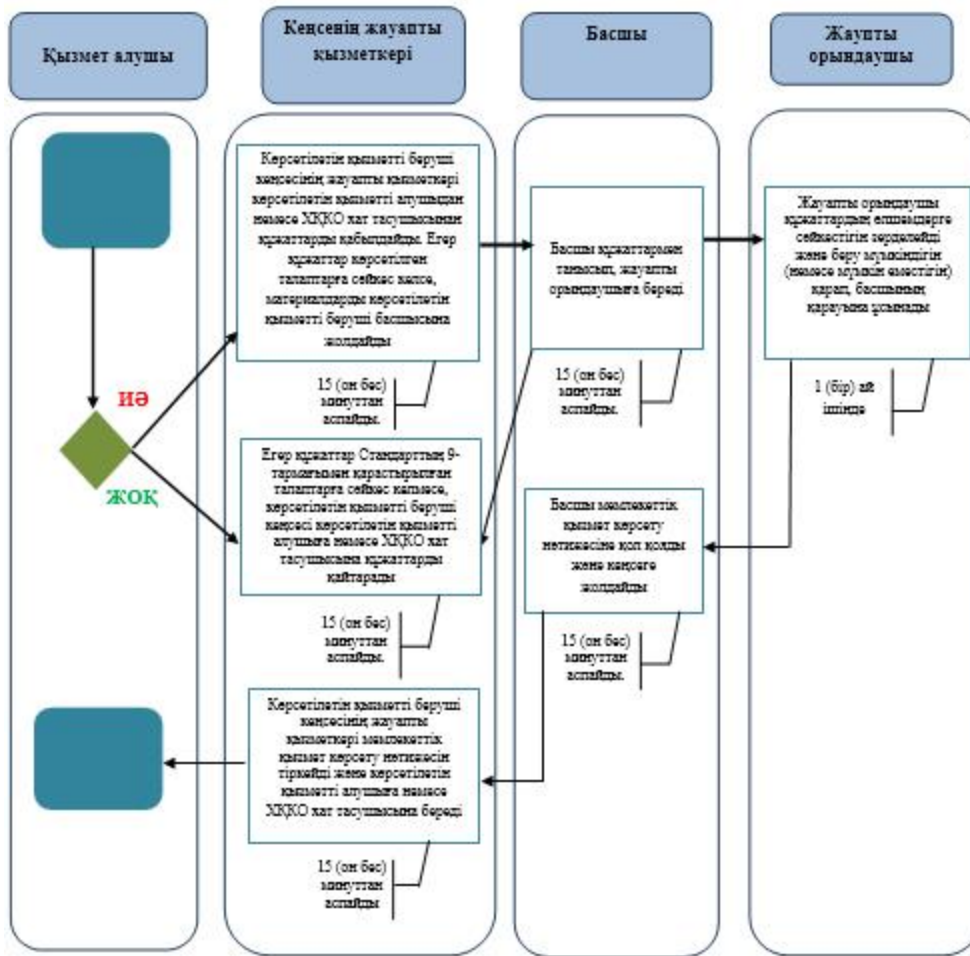 Қызмет алушы
Кеңсенің жауапты
қызметкері
Басшы
Жаупты
орындаушы
Көрсетілетін қызметті беруші
кеңсесінің жауапты қызметкері
көрсетілетін қызметті алушыдан
немесе ХҚКО хат тасушысынан
құжаттарды қабылдайды. Егер
құжаттар көрсетілген
талаптарға сәйкес келсе,
материалдарды көрсетілетін
қызметті беруші басшысына
жолдайды
15 (он бес)
минуттан
аспайды.
Басшы құжаттармен
танысып, жауапты
орындаушыға береді
15 (он бес)
минуттан
аспайды.
Жауапты орындаушы
құжаттардың өлшемдерге
сәйкестігін зерделейді
және беру мүмкіндігін
(немесе мүмкін еместігін)
қарап, басшының
қарауына ұсынады
1 (бір) ай
ішінде
ИӘ
ЖОҚ
Егер құжаттар Стандарттың 9-
тармағымен қарастырылған
талаптарға сәйкес келмесе,
көрсетілетін қызметті беруші
кеңсесі көрсетілетін қызметті
алушыға немесе ХҚКО хат
тасушысына құжаттарды
қайтарады
15 (он бес)
минуттан
аспайды.
Басшы мемлекеттік
қызмет көрсету
нәтижесіне қол қояды
және кеңсеге
жолдайды
15 (он бес)
минуттан
аспайды.
Көрсетілетін қызметті беруші
кеңсесінің жауапты
қызметкері мемлекеттік
қызмет көрсету нәтижесін
тіркейді және көрсетілетін
қызметті алушыға немесе
ХҚКО хат тасушысына береді
15 (он бес)
минуттан
аспайды